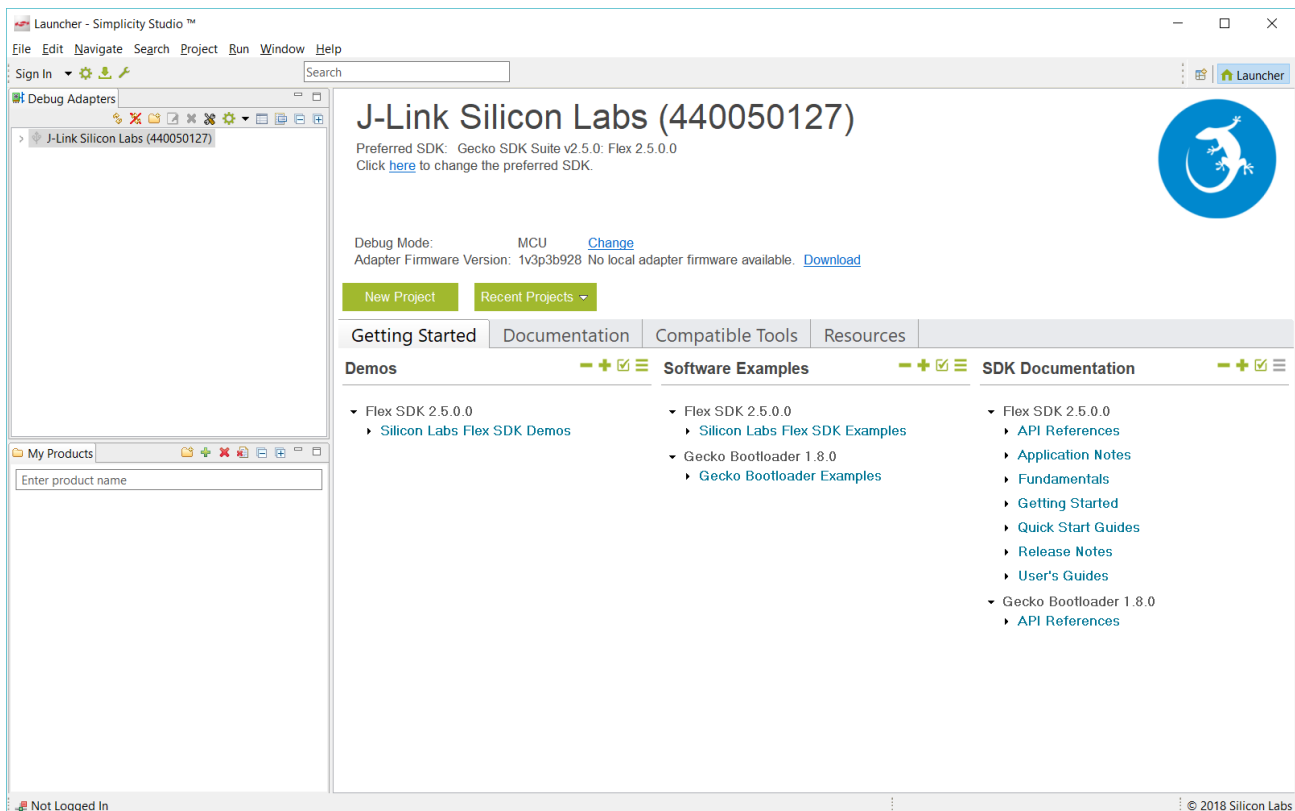 Launcher - Simplicity Studio ™
File Edit Navigate Search Project Run Window Help
Sign In
Search
Launcher
Debug Adapters
J-Link Silicon Labs (440050127)
J-Link Silicon Labs (440050127)
Preferred SDK: Gecko SDK Suite v2.5.0: Flex 2.5.0.0
Click here to change the preferred SDK.
Debug Mode: MCU Change
Adapter Firmware Version: 1v3p3b928 No local adapter firmware available. Download
New Project Recent Projects
Getting Started Documentation Compatible Tools Resources
Demos
Flex SDK 2.5.0.0
Silicon Labs Flex SDK Demos
Software Examples
Flex SDK 2.5.0.0
Silicon Labs Flex SDK Examples
Gecko Bootloader 1.8.0
Gecko Bootloader Examples
SDK Documentation
Flex SDK 2.5.0.0
API References
Application Notes
Fundamentals
Getting Started
Quick Start Guides
Release Notes
User's Guides
Gecko Bootloader 1.8.0
API References
My Products
Enter product name
Not Logged In
© 2018 Silicon Labs